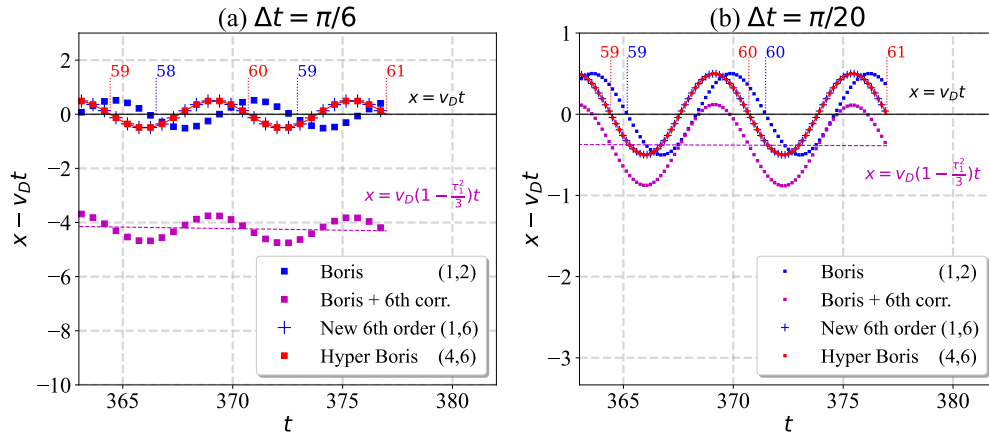 (a) Δt = π/6
2
0
−2
−4
−6
−8
−10
x − v_D t
59
58
60
59
61
x = v_D t
x = v_D(1 − τ₁²/3)t
Boris (1,2)
Boris + 6th corr.
New 6th order (1,6)
Hyper Boris (4,6)
365
370
375
380
t
(b) Δt = π/20
1
0
−1
−2
−3
x − v_D t
59
59
60
60
61
x = v_D t
x = v_D(1 − τ₁²/3)t
Boris (1,2)
Boris + 6th corr.
New 6th order (1,6)
Hyper Boris (4,6)
365
370
375
380
t